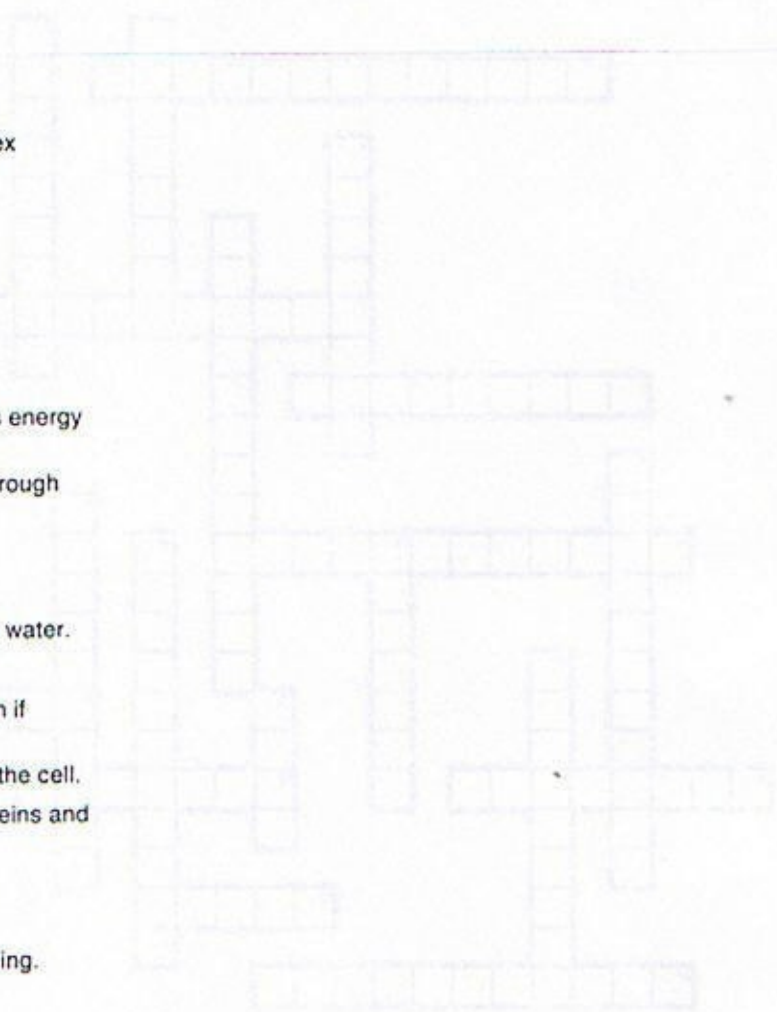 ex
s energy
rough
water.
n if
the cell.
eins and
ing.